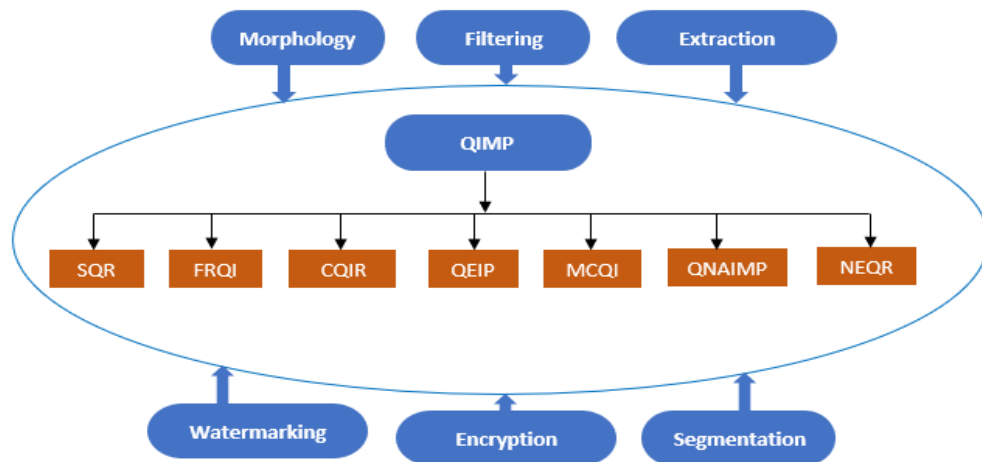 Morphology
Filtering
Extraction
QIMP
SQR
FRQI
CQIR
QEIP
MCQI
QNAIMP
NEQR
Watermarking
Encryption
Segmentation